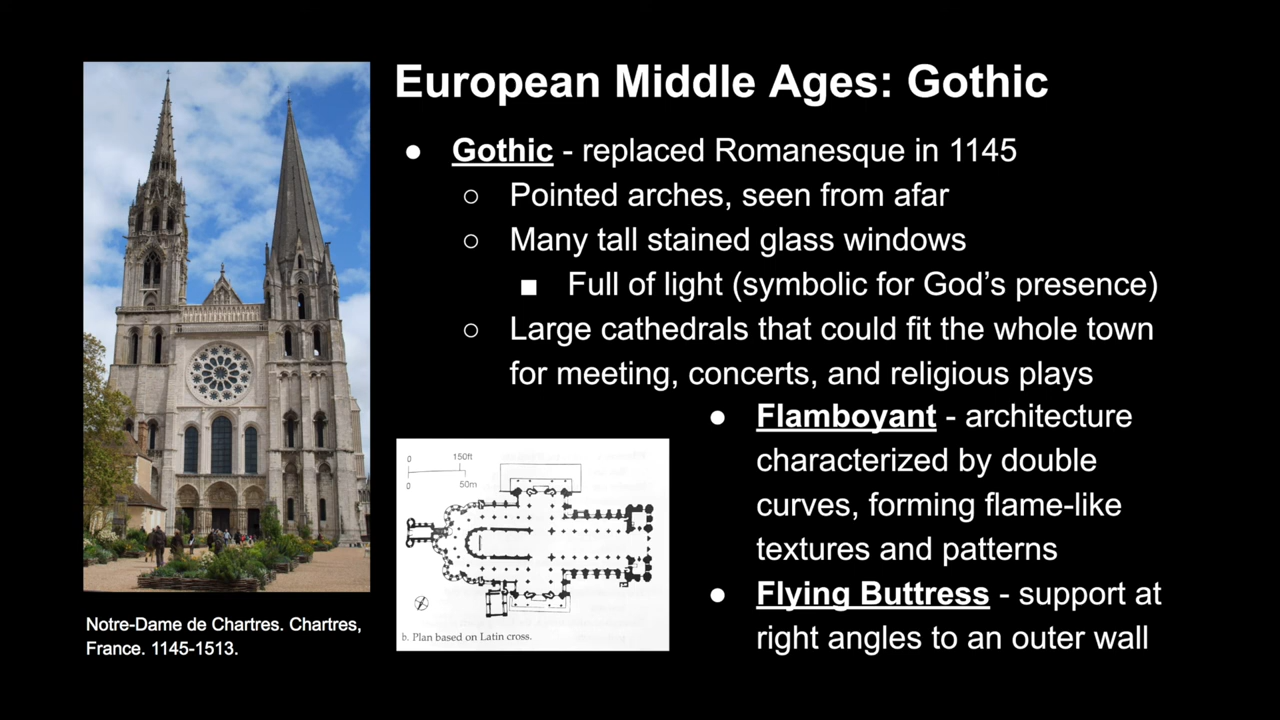 European Middle Ages: Gothic
● Gothic - replaced Romanesque in 1145
○ Pointed arches, seen from afar
○ Many tall stained glass windows
■ Full of light (symbolic for God’s presence)
○ Large cathedrals that could fit the whole town
for meeting, concerts, and religious plays
● Flamboyant - architecture
characterized by double
curves, forming flame-like
textures and patterns
● Flying Buttress - support at
right angles to an outer wall
0 150ft
0 50m
b. Plan based on Latin cross.
Notre-Dame de Chartres. Chartres,
France. 1145-1513.